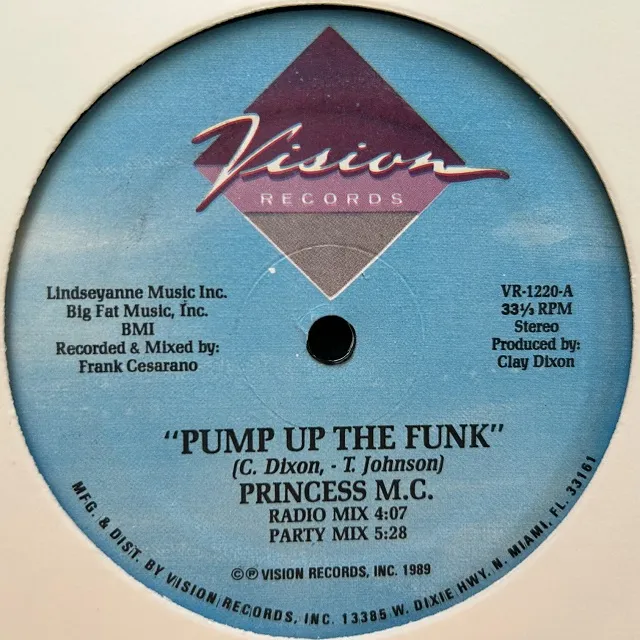 Vision
RECORDS
Lindseyanne Music Inc.
Big Fat Music, Inc.
BMI
Recorded & Mixed by:
Frank Cesarano
VR-1220-A
33⅓ RPM
Stereo
Produced by:
Clay Dixon
"PUMP UP THE FUNK"
(C. Dixon, - T. Johnson)
PRINCESS M.C.
RADIO MIX 4:07
PARTY MIX 5:28
©℗ VISION RECORDS, INC. 1989
MFG. & DIST. BY VISION RECORDS, INC. 13385 W. DIXIE HWY. N. MIAMI, FL. 33161